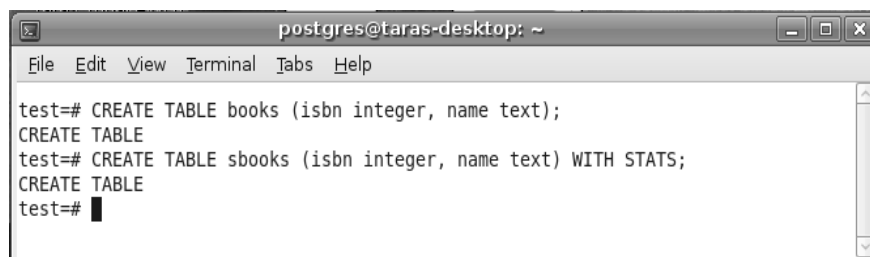 postgres@taras-desktop: ~
File Edit View Terminal Tabs Help
test=# CREATE TABLE books (isbn integer, name text);
CREATE TABLE
test=# CREATE TABLE sbooks (isbn integer, name text) WITH STATS;
CREATE TABLE
test=#